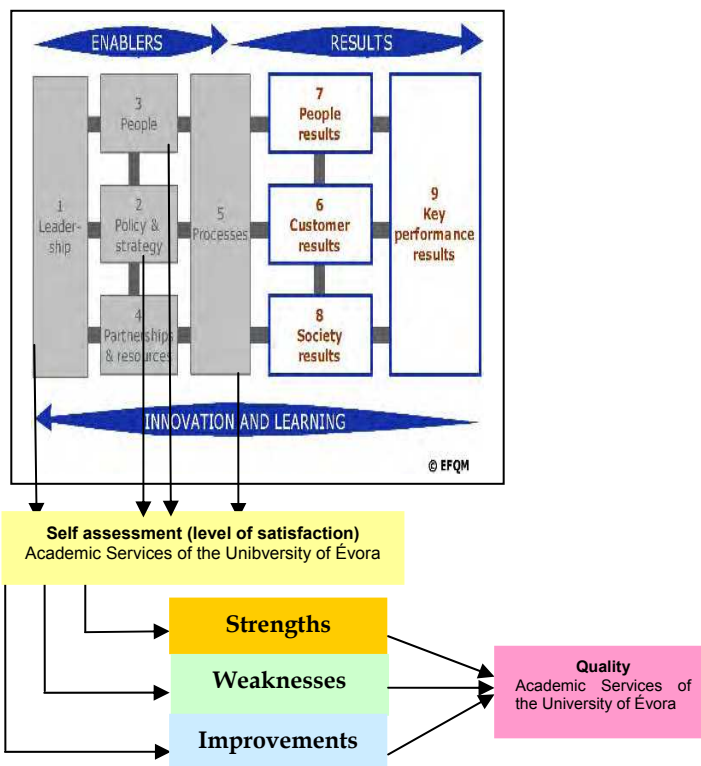 ENABLERS
RESULTS
1
Leader-
ship
3
People
2
Policy &
strategy
4
Partnerships
& resources
5
Processes
7
People
results
6
Customer
results
8
Society
results
9
Key
performance
results
INNOVATION AND LEARNING
© EFQM
Self assessment (level of satisfaction)
Academic Services of the Unibversity of Évora
Strengths
Weaknesses
Improvements
Quality
Academic Services of
the University of Évora